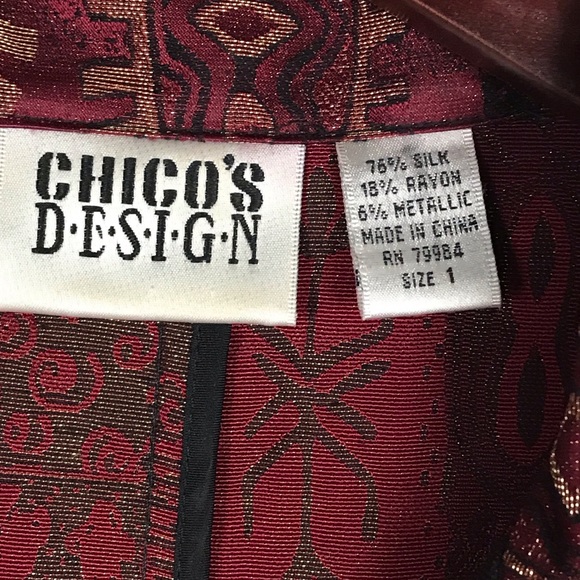 CHICO'S
D·E·S·I·G·N
76% SILK
18% RAYON
6% METALLIC
MADE IN CHINA
RN 79984
SIZE 1